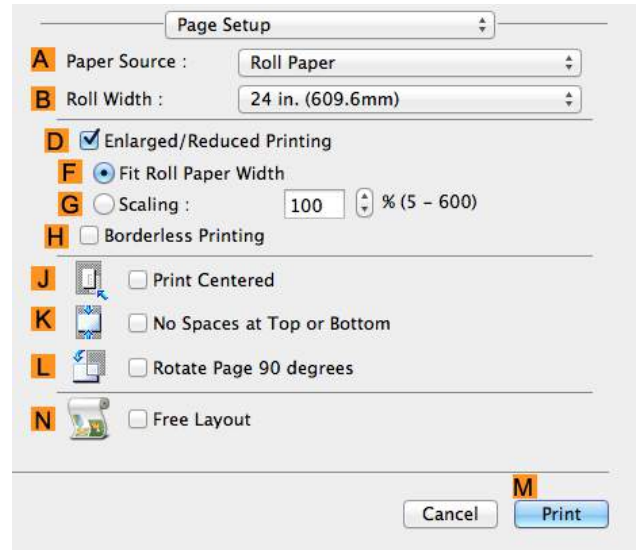 Page Setup
A Paper Source : Roll Paper
B Roll Width : 24 in. (609.6mm)
D Enlarged/Reduced Printing
F Fit Roll Paper Width
G Scaling : 100 % (5 - 600)
H Borderless Printing
J Print Centered
K No Spaces at Top or Bottom
L Rotate Page 90 degrees
N Free Layout
M
Cancel Print